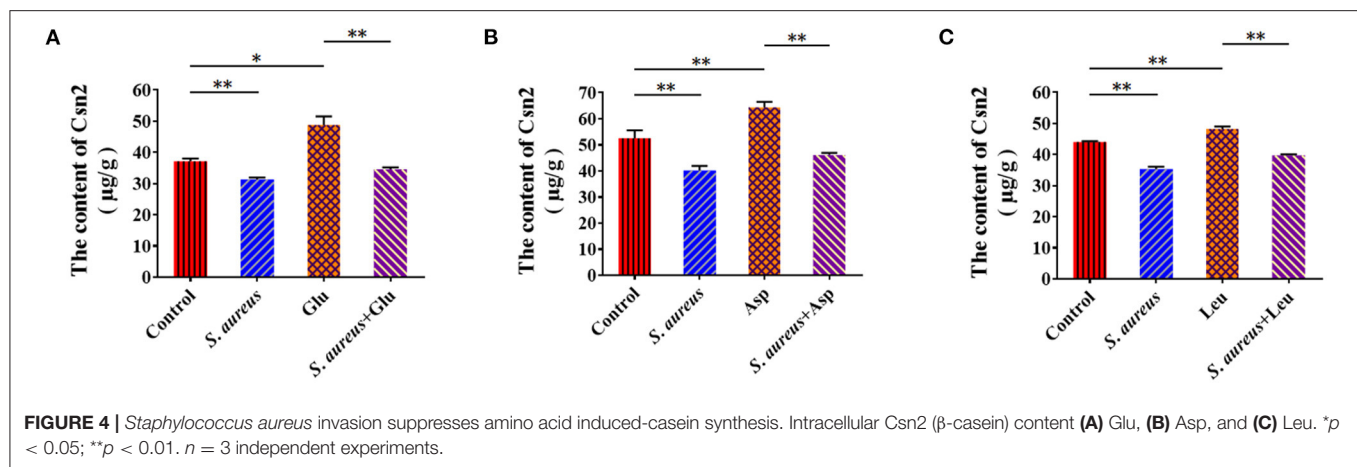 A
**
*
**
The content of Csn2
( µg/g )
60
50
40
30
20
10
0
Control
S. aureus
Glu
S. aureus+Glu
B
**
**
**
The content of Csn2
( µg/g )
70
60
50
40
30
20
10
0
Control
S. aureus
Asp
S. aureus+Asp
C
**
**
**
The content of Csn2
( µg/g )
60
50
40
30
20
10
0
Control
S. aureus
Leu
S. aureus+Leu
FIGURE 4 | Staphylococcus aureus invasion suppresses amino acid induced-casein synthesis. Intracellular Csn2 (β-casein) content (A) Glu, (B) Asp, and (C) Leu. *p
< 0.05; **p < 0.01. n = 3 independent experiments.